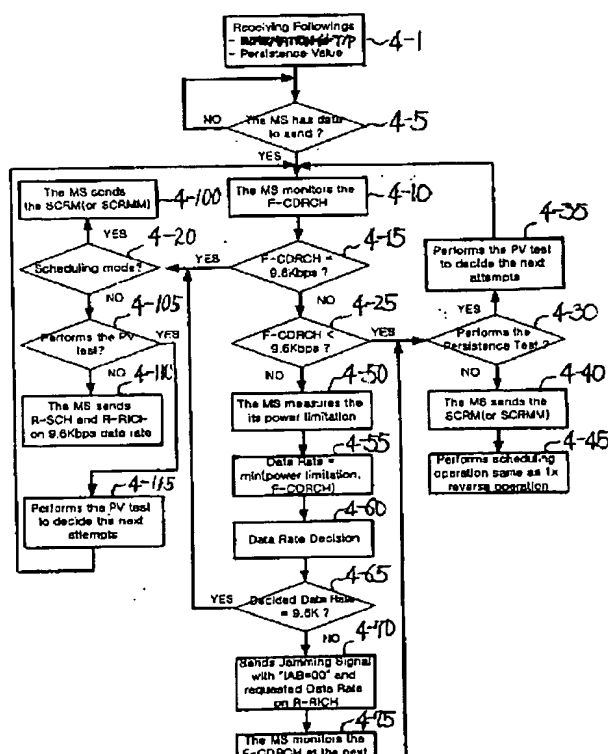 Receiving Followings
- T/P
- Persistence Value
4-1
The MS has data
to send ?
4-5
NO
YES
The MS sends
the SCRM(or SCRMM)
4-100
The MS monitors the
F-CDRCH
4-10
4-35
Performs the PV test
to decide the next
attempts
YES
4-20
Scheduling mode?
YES
4-15
F-CDRCH =
9.6Kbps ?
NO
4-105
Performs the PV
test?
YES
NO
4-25
F-CDRCH <
9.6Kbps ?
YES
YES
4-30
Performs the
Persistence Test ?
NO
4-110
The MS sends
R-SCH and R-RICH
on 9.6Kbps data rate
NO
4-50
The MS measures the
its power limitation
NO
4-40
The MS sends the
SCRM(or SCRMM)
4-55
Data Rate =
min(power limitation,
F-CDRCH)
4-45
Performs scheduling
operation same as 1x
reverse operation
4-115
Performs the PV test
to decide the next
attempts
4-60
Data Rate Decision
YES
4-65
Decided Data Rate
= 9.6K ?
NO
4-70
Sends Jamming Signal
with "IAB=00" and
requested Data Rate
on R-RICH
4-75
The MS monitors the
F-CDRCH at the next